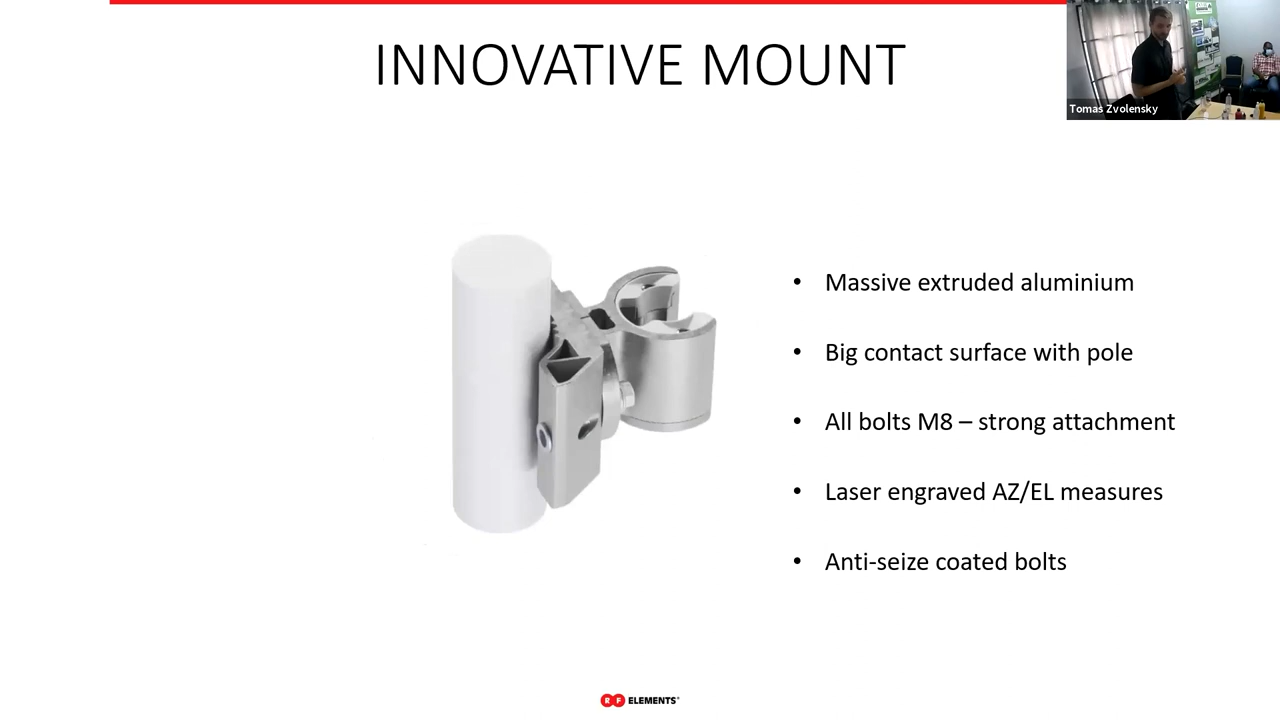 INNOVATIVE MOUNT
Tomas Zvolensky
• Massive extruded aluminium
• Big contact surface with pole
• All bolts M8 – strong attachment
• Laser engraved AZ/EL measures
• Anti-seize coated bolts
RF ELEMENTS®